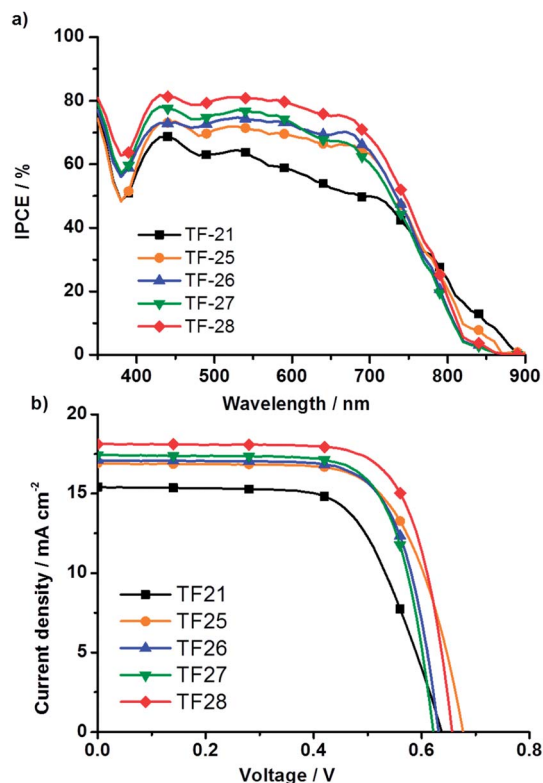 a)
100
80
60
40
20
0
IPCE / %
TF-21
TF-25
TF-26
TF-27
TF-28
400 500 600 700 800 900
Wavelength / nm
b)
20
15
10
5
0
Current density / mA cm-2
TF21
TF25
TF26
TF27
TF28
0.0 0.2 0.4 0.6 0.8
Voltage / V